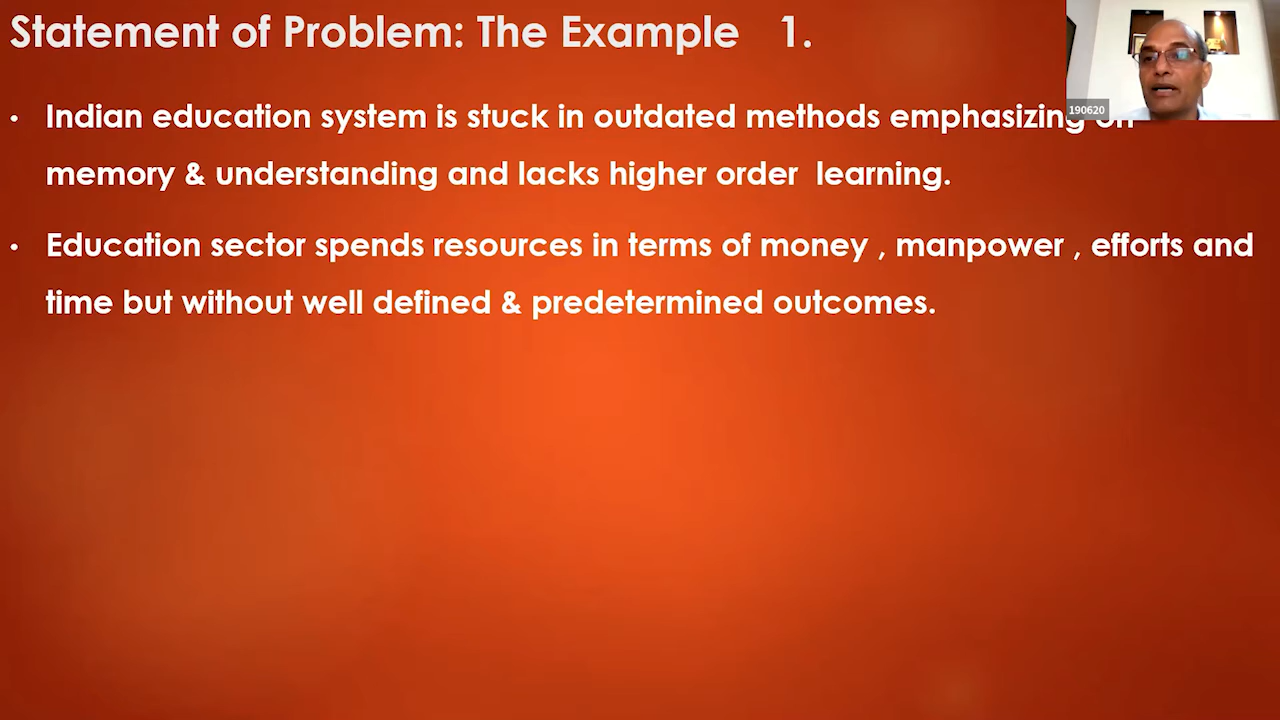 Statement of Problem: The Example 1.
190620
• Indian education system is stuck in outdated methods emphasizing on
memory & understanding and lacks higher order learning.
• Education sector spends resources in terms of money , manpower , efforts and
time but without well defined & predetermined outcomes.